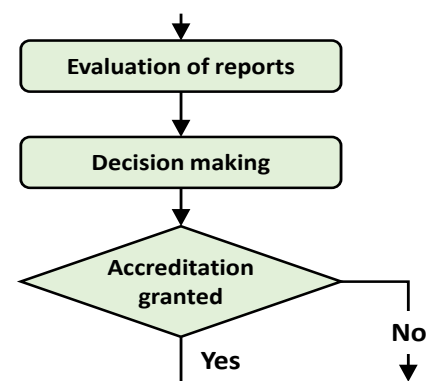 Evaluation of reports
Decision making
Accreditation
granted
No
Yes